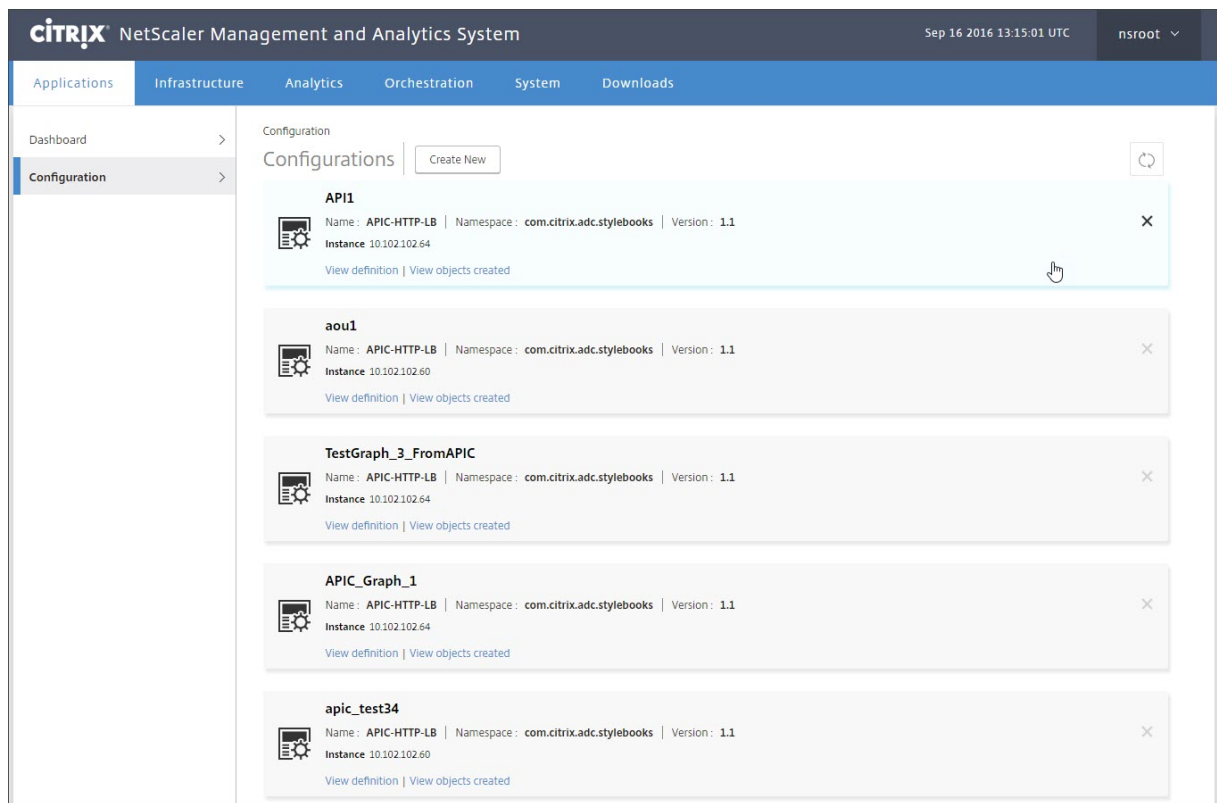 CITRIX NetScaler Management and Analytics System
Sep 16 2016 13:15:01 UTC
nsroot
Applications Infrastructure Analytics Orchestration System Downloads
Dashboard
Configuration
Configuration
Configurations
Create New
API1
Name : APIC-HTTP-LB | Namespace : com.citrix.adc.stylebooks | Version : 1.1
Instance 10.102.102.64
View definition | View objects created
aou1
Name : APIC-HTTP-LB | Namespace : com.citrix.adc.stylebooks | Version : 1.1
Instance 10.102.102.60
View definition | View objects created
TestGraph_3_FromAPIC
Name : APIC-HTTP-LB | Namespace : com.citrix.adc.stylebooks | Version : 1.1
Instance 10.102.102.64
View definition | View objects created
APIC_Graph_1
Name : APIC-HTTP-LB | Namespace : com.citrix.adc.stylebooks | Version : 1.1
Instance 10.102.102.64
View definition | View objects created
apic_test34
Name : APIC-HTTP-LB | Namespace : com.citrix.adc.stylebooks | Version : 1.1
Instance 10.102.102.60
View definition | View objects created